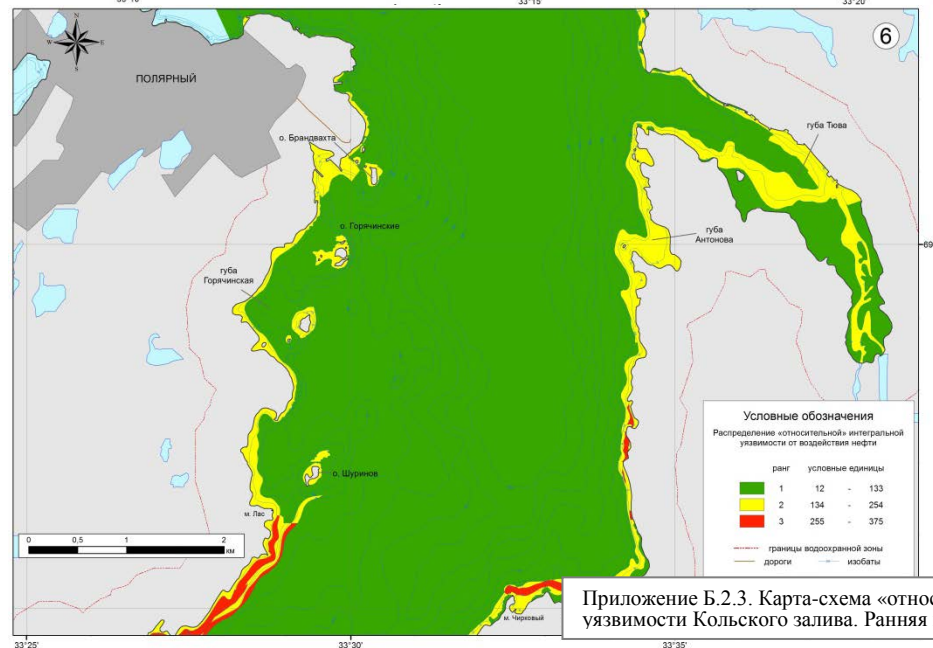 33°15'
33°20'
6
N
W
E
S
ПОЛЯРНЫЙ
о. Брандвахта
губа Тюва
о. Горячинские
губа
Антонова
69
губа
Горячинская
Условные обозначения
Распределение «относительной» интегральной
уязвимости от воздействия нефти
ранг условные единицы
1 12 - 133
2 134 - 254
3 255 - 375
границы водоохранной зоны
дороги
изобаты
о. Шуринов
м. Лас
0 0,5 1 2
км
м. Чирковый
Приложение Б.2.3. Карта-схема «относ
уязвимости Кольского залива. Ранняя
33°25'
33°30'
33°35'